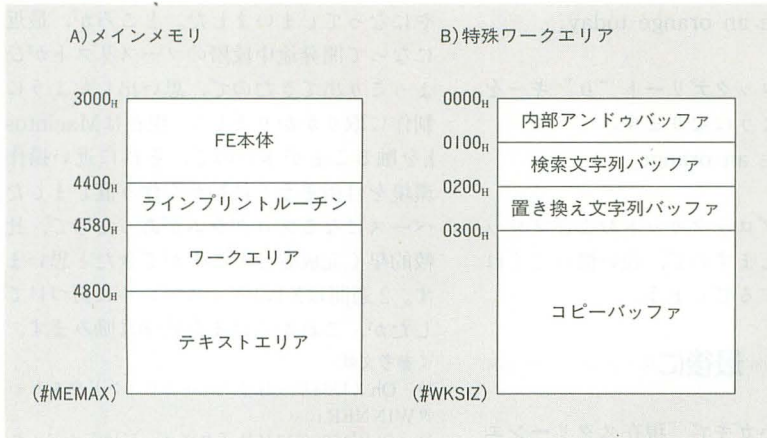 A)メインメモリ
3000H
FE本体
4400H
ラインプリントルーチン
4580H
ワークエリア
4800H
テキストエリア
(#MEMAX)
B)特殊ワークエリア
0000H
内部アンドゥバッファ
0100H
検索文字列バッファ
0200H
置き換え文字列バッファ
0300H
コピーバッファ
(#WKSIZ)